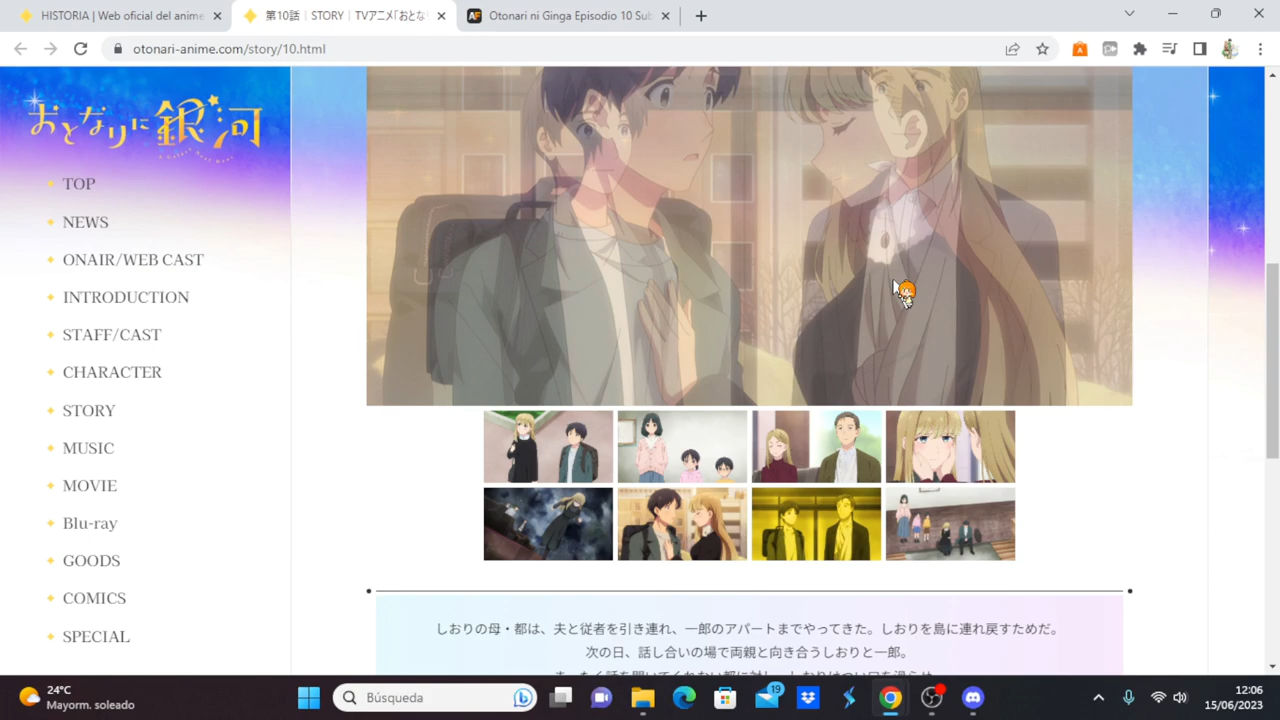 HISTORIA | Web oficial del anime
第10話｜STORY｜TVアニメ「おとな
Otonari ni Ginga Episodio 10 Sub
otonari-anime.com/story/10.html
おとなりに銀河
TOP
NEWS
ONAIR/WEB CAST
INTRODUCTION
STAFF/CAST
CHARACTER
STORY
MUSIC
MOVIE
Blu-ray
GOODS
COMICS
SPECIAL
しおりの母・都は、夫と従者を引き連れ、一郎のアパートまでやってきた。しおりを島に連れ戻すためだ。
次の日、話し合いの場で両親と向き合うしおりと一郎。
24°C
Mayorm. soleado
Búsqueda
19
12:06
15/06/2023